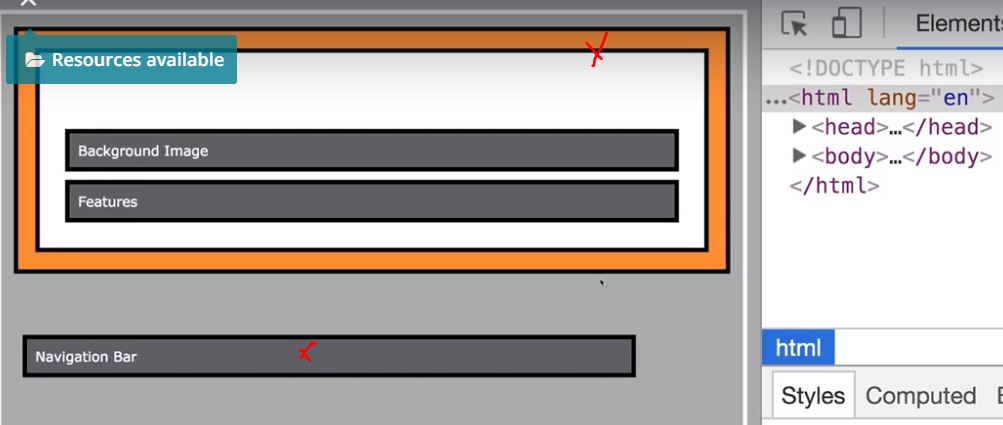 Resources available
Background Image
Features
Navigation Bar
Elements
<!DOCTYPE html>
…<html lang="en">
▶<head>…</head>
▶<body>…</body>
</html>
html
Styles Computed